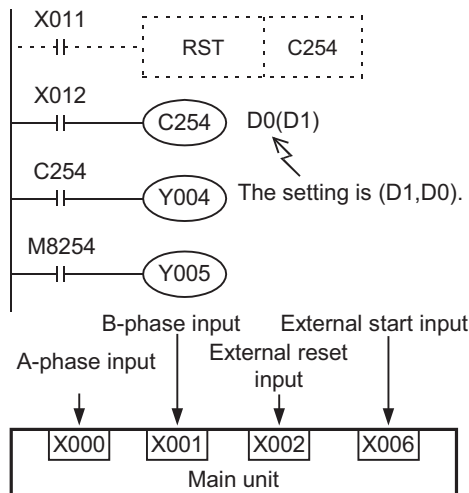 X011
RST C254
X012
C254 D0(D1)
C254
Y004 The setting is (D1,D0).
M8254
Y005
B-phase input External start input
A-phase input External reset
input
X000 X001 X002 X006
Main unit